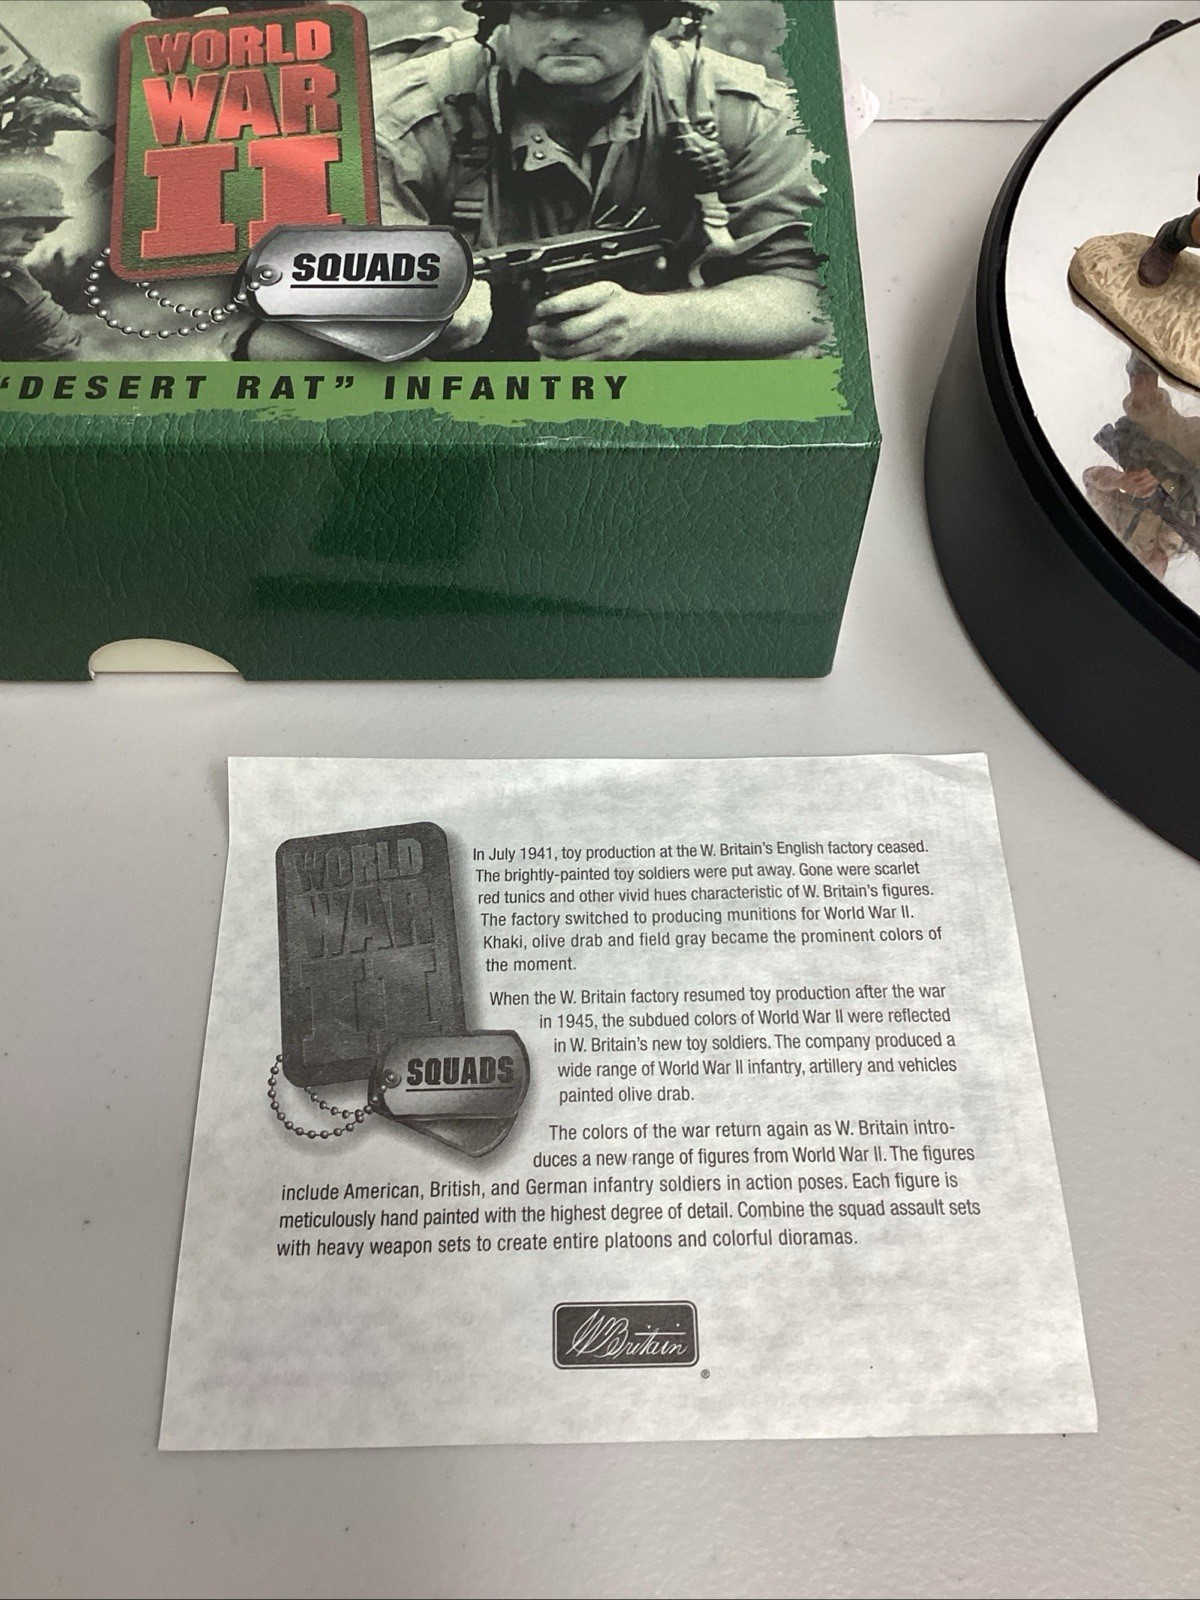 WORLD
WAR
II
SQUADS
"DESERT RAT" INFANTRY
WORLD
WAR
II
SQUADS
In July 1941, toy production at the W. Britain's English factory ceased.
The brightly-painted toy soldiers were put away. Gone were scarlet
red tunics and other vivid hues characteristic of W. Britain's figures.
The factory switched to producing munitions for World War II.
Khaki, olive drab and field gray became the prominent colors of
the moment.
When the W. Britain factory resumed toy production after the war
in 1945, the subdued colors of World War II were reflected
in W. Britain's new toy soldiers. The company produced a
wide range of World War II infantry, artillery and vehicles
painted olive drab.
The colors of the war return again as W. Britain intro-
duces a new range of figures from World War II. The figures
include American, British, and German infantry soldiers in action poses. Each figure is
meticulously hand painted with the highest degree of detail. Combine the squad assault sets
with heavy weapon sets to create entire platoons and colorful dioramas.
W Britain
®